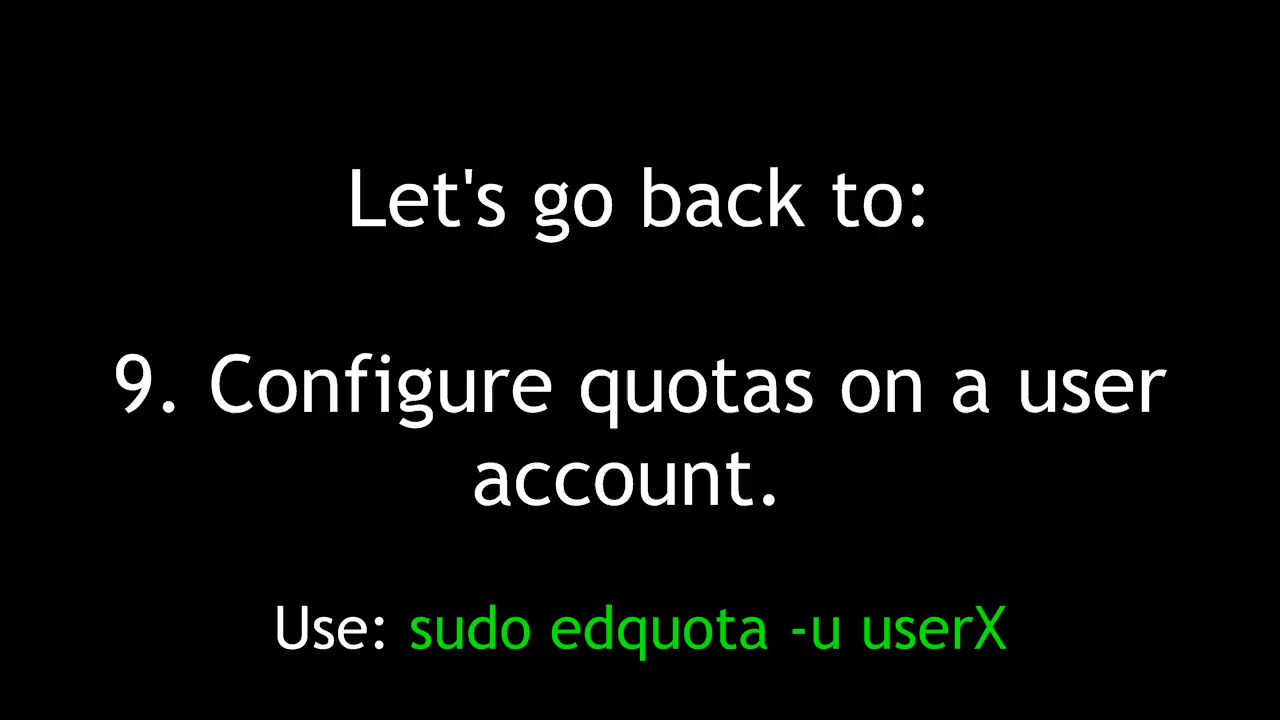 Let's go back to:
9. Configure quotas on a user
account.
Use: sudo edquota -u userX